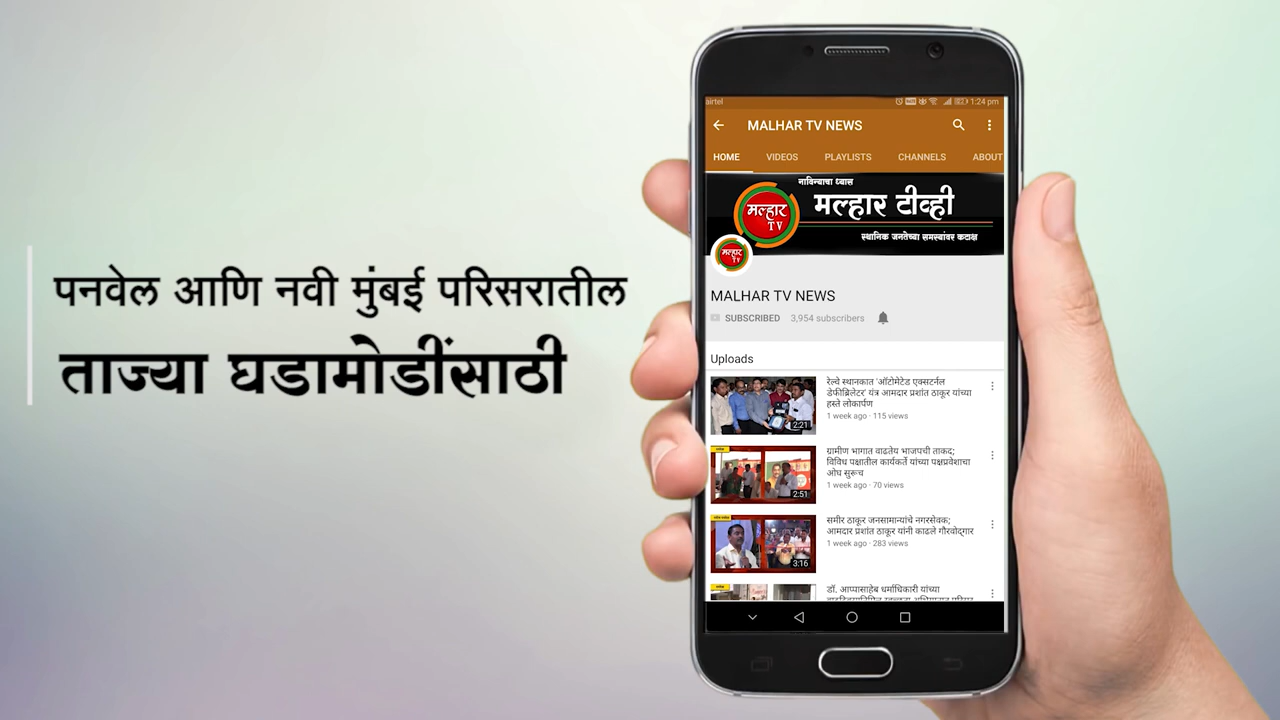 पनवेल आणि नवी मुंबई परिसरातील
ताज्या घडामोडींसाठी
airtel
1:24 pm
MALHAR TV NEWS
HOME VIDEOS PLAYLISTS CHANNELS ABOUT
नाविन्याचा ध्यास
मल्हार टीव्ही
स्थानिक जनतेच्या समस्यांवर कटाक्ष
मल्हार
TV
मल्हार
TV
MALHAR TV NEWS
SUBSCRIBED 3,954 subscribers
Uploads
रेल्वे स्थानकात 'ऑटोमेटेड एक्सटर्नल
डेफीब्रिलेटर' यंत्र आमदार प्रशांत ठाकूर यांच्या
हस्ते लोकार्पण
1 week ago · 115 views
2:21
ग्रामीण भागात वाढतेय भाजपची ताकद;
विविध पक्षातील कार्यकर्ते यांच्या पक्षप्रवेशाचा
ओघ सुरूच
1 week ago · 70 views
2:51
समीर ठाकूर जनसामान्यांचे नगरसेवक;
आमदार प्रशांत ठाकूर यांनी काढले गौरवोद्गार
1 week ago · 283 views
3:16
डॉ. आप्पासाहेब धर्माधिकारी यांच्या